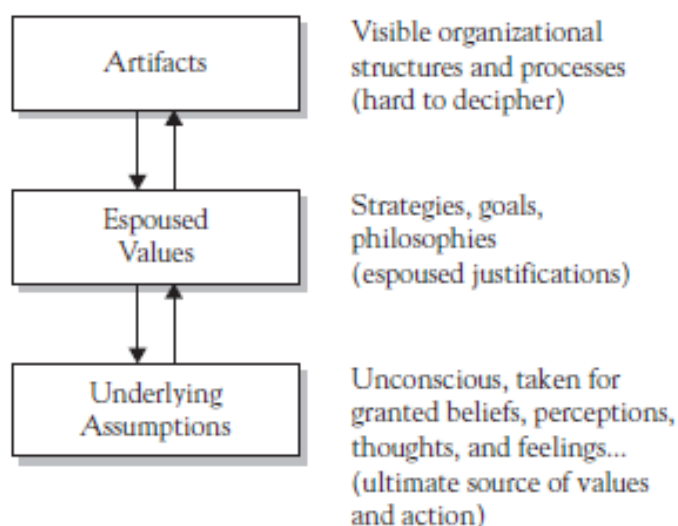 Artifacts
Visible organizational
structures and processes
(hard to decipher)
Espoused
Values
Strategies, goals,
philosophies
(espoused justifications)
Underlying
Assumptions
Unconscious, taken for
granted beliefs, perceptions,
thoughts, and feelings...
(ultimate source of values
and action)